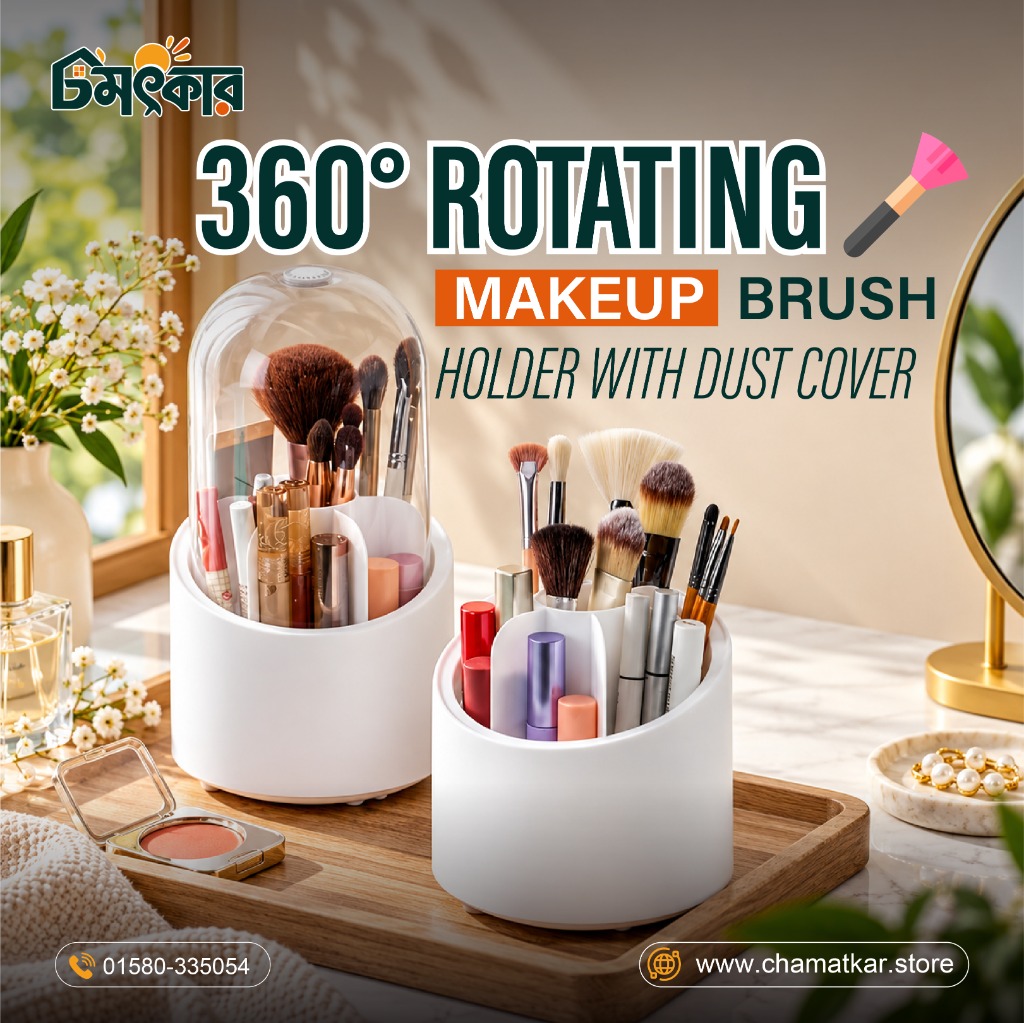 চমৎকার
360° ROTATING
MAKEUP BRUSH
HOLDER WITH DUST COVER
01580-335054
www.chamatkar.store